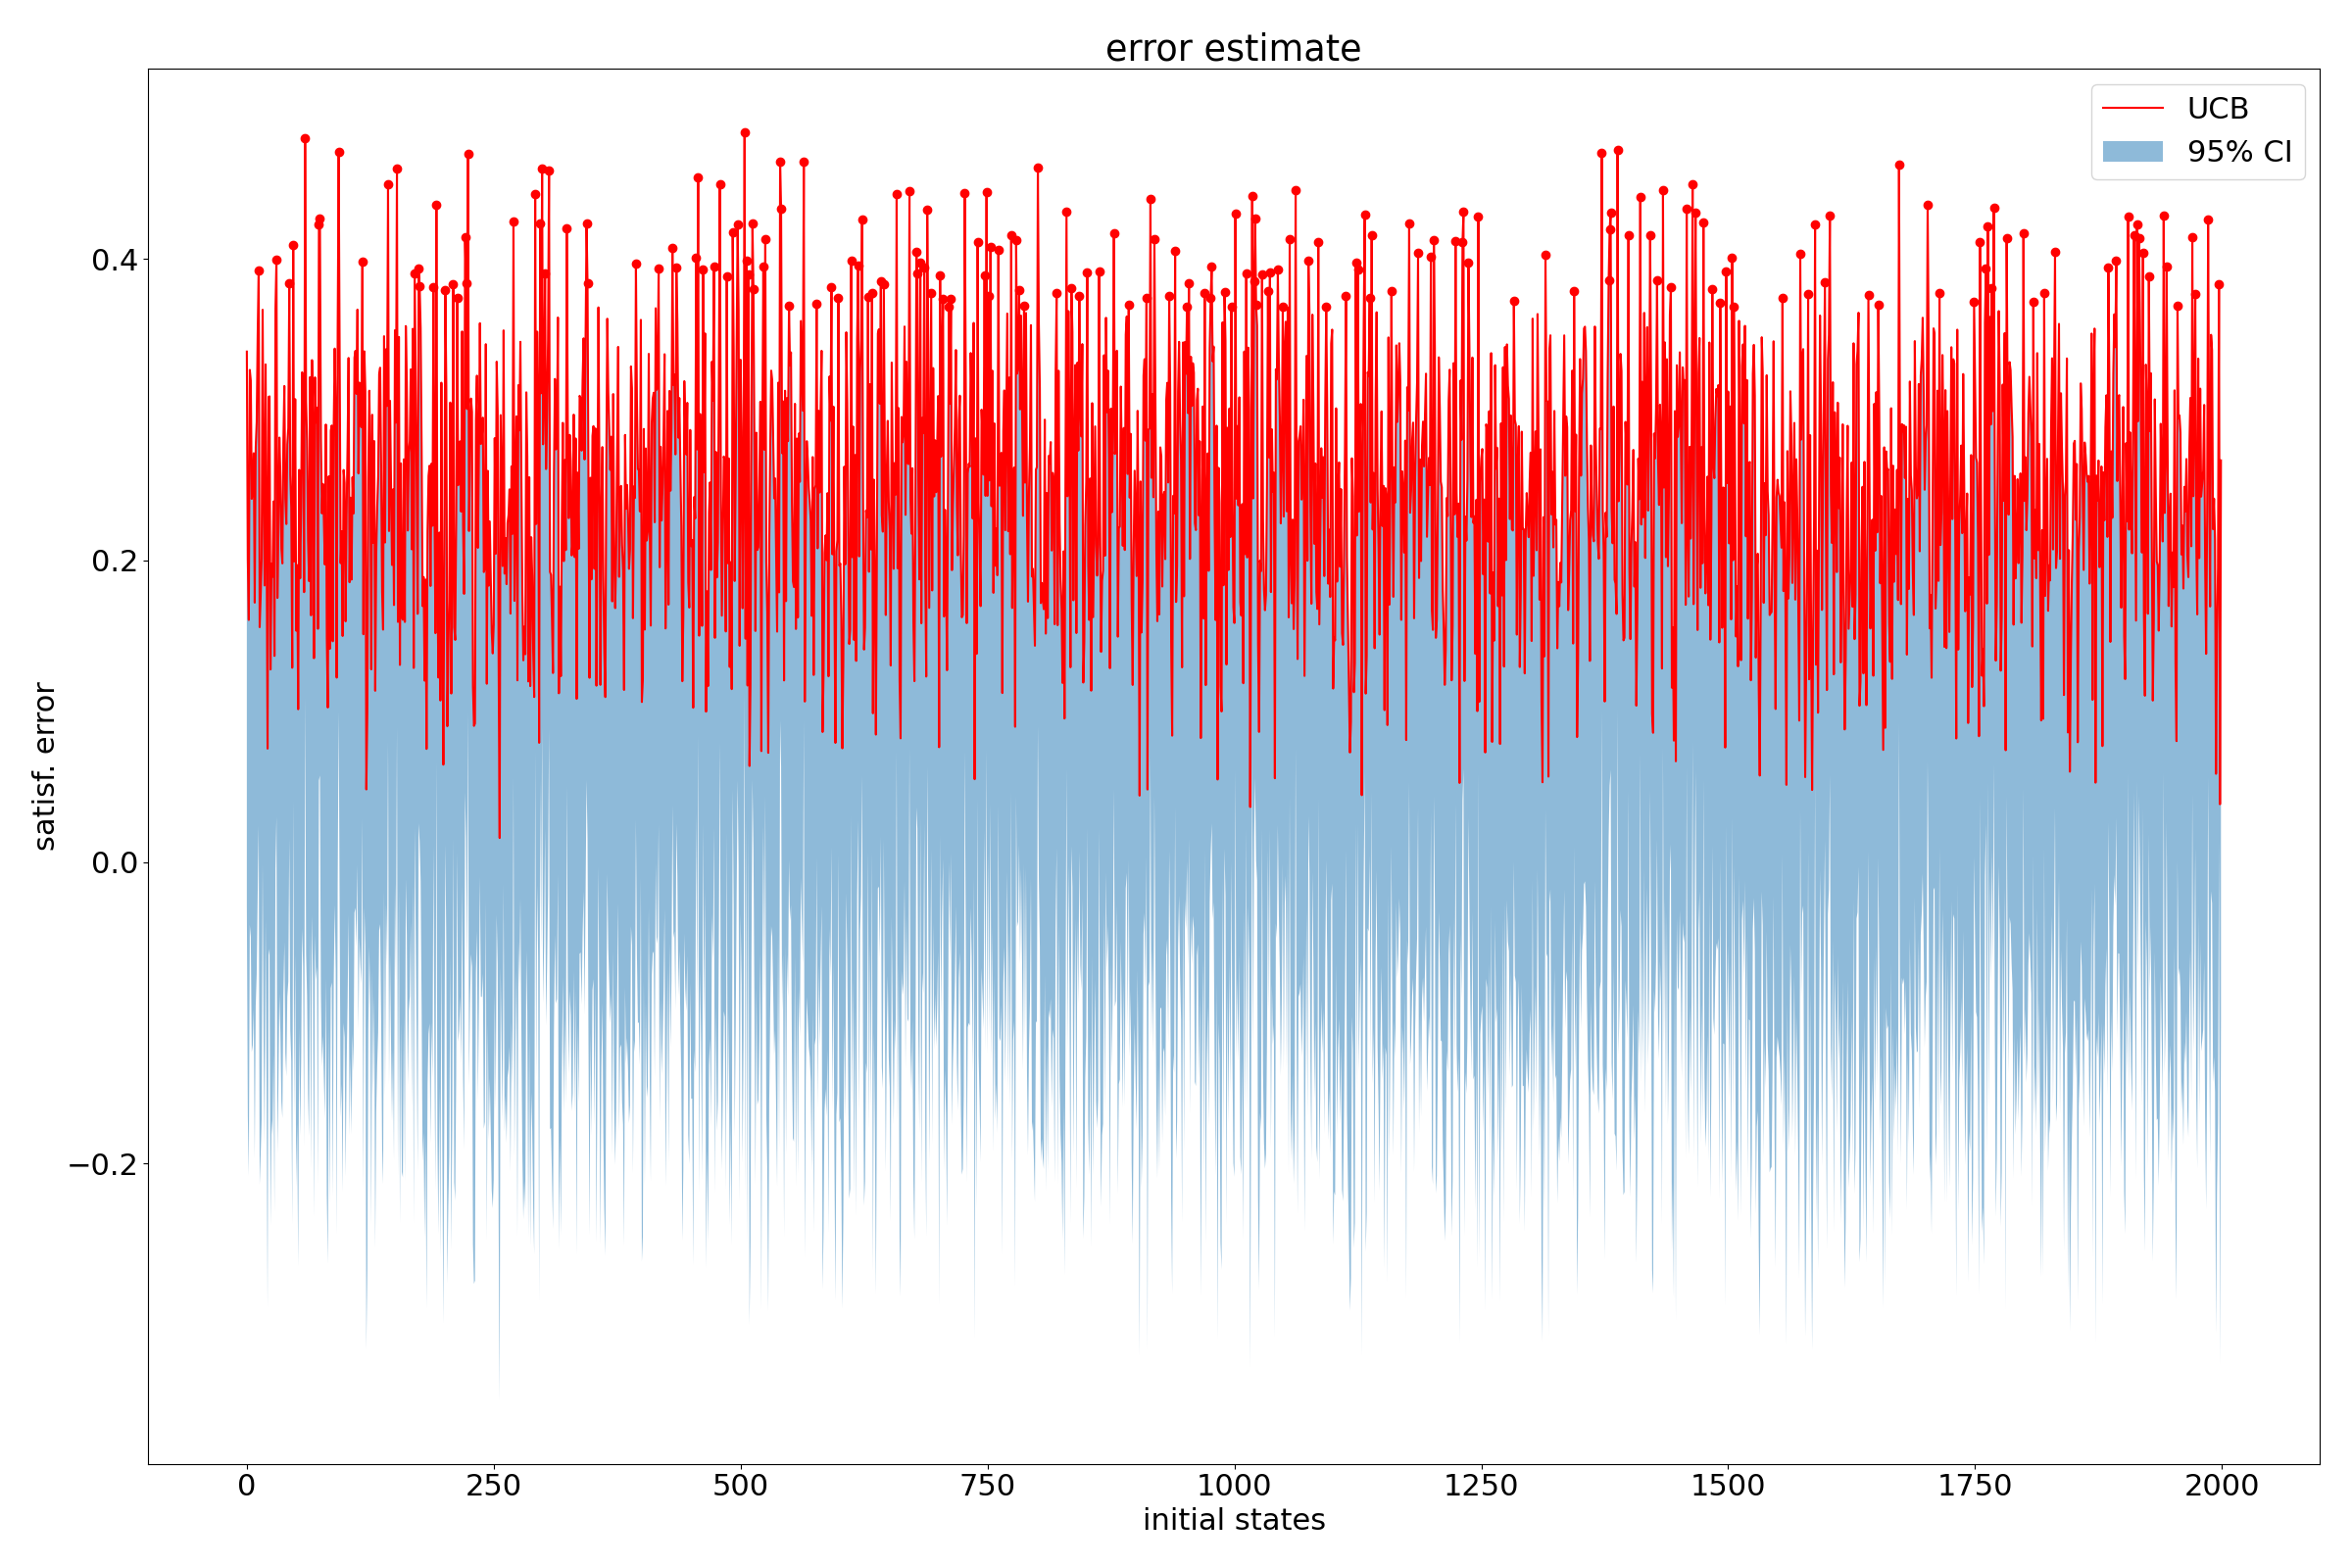 error estimate
UCB
95% CI
satisf. error
0.4
0.2
0.0
−0.2
0 250 500 750 1000 1250 1500 1750 2000
initial states